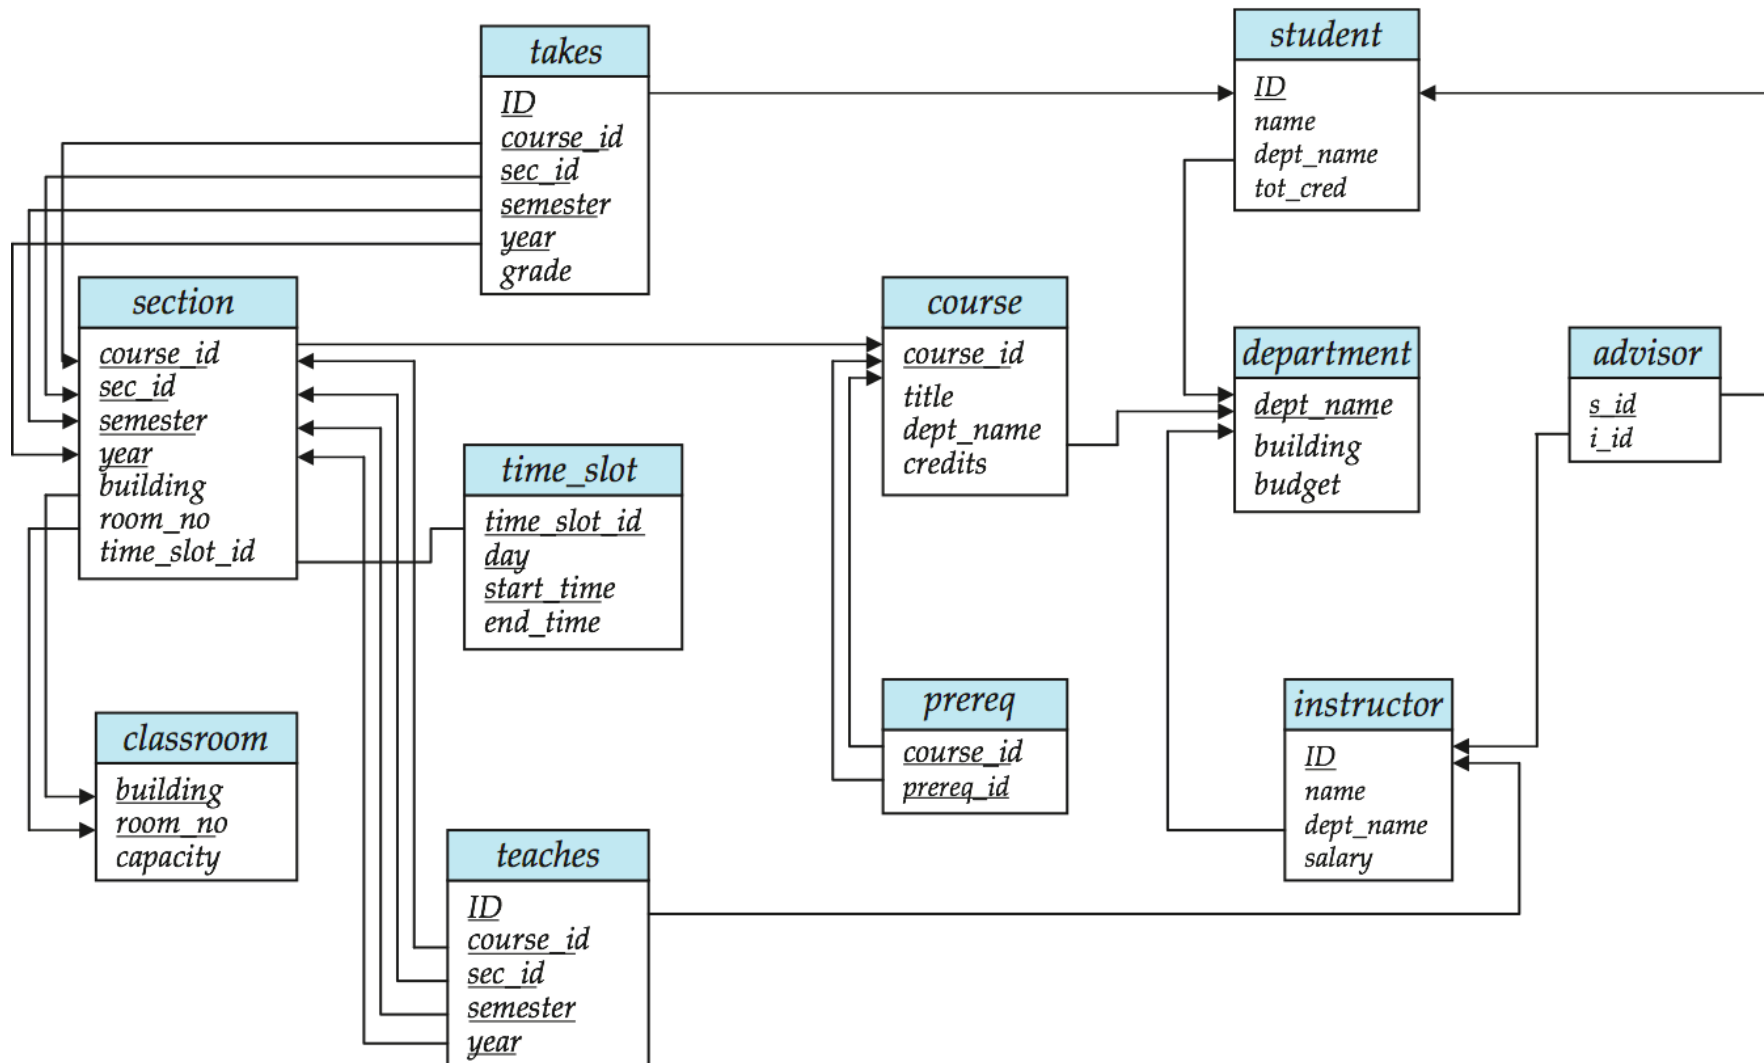 takes
ID
course_id
sec_id
semester
year
grade
student
ID
name
dept_name
tot_cred
section
course_id
sec_id
semester
year
building
room_no
time_slot_id
time_slot
time_slot_id
day
start_time
end_time
course
course_id
title
dept_name
credits
department
dept_name
building
budget
advisor
s_id
i_id
classroom
building
room_no
capacity
prereq
course_id
prereq_id
instructor
ID
name
dept_name
salary
teaches
ID
course_id
sec_id
semester
year